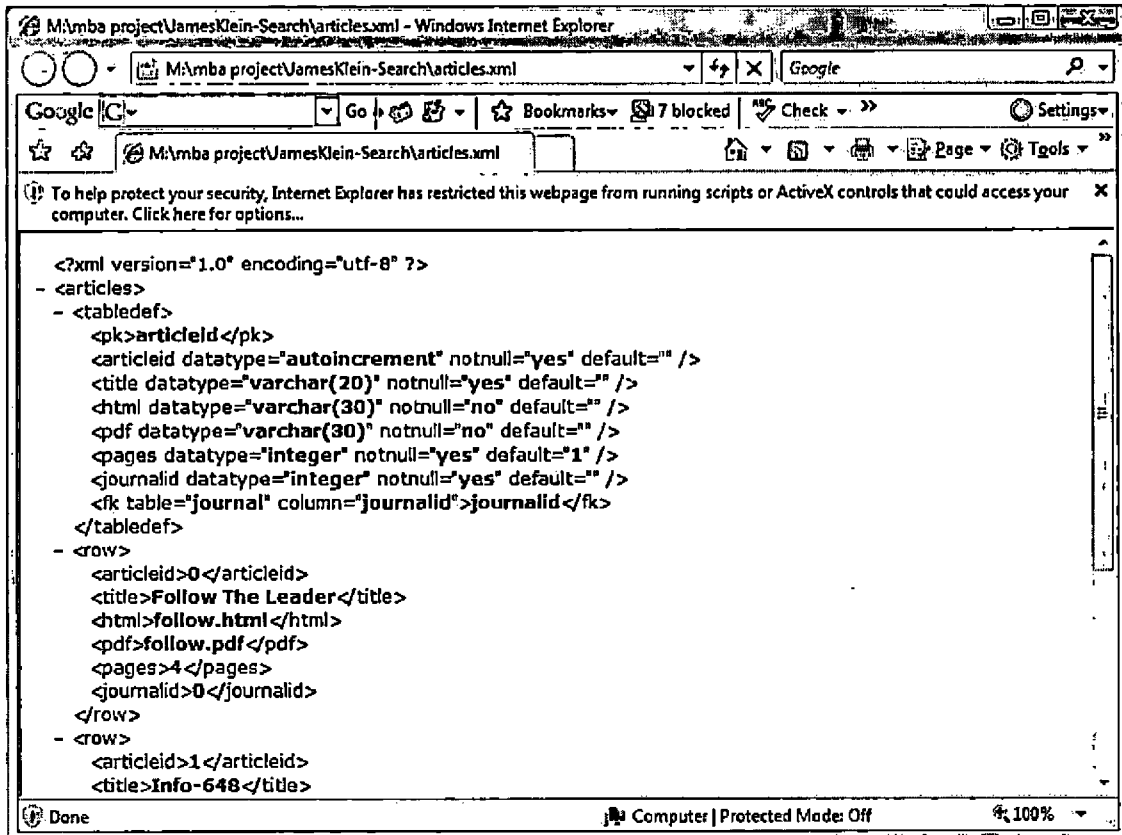 M:\mba project\JamesKlein-Search\articles.xml - Windows Internet Explorer
M:\mba project\JamesKlein-Search\articles.xml Google
Google G Go Bookmarks 7 blocked ABC Check >> Settings
M:\mba project\JamesKlein-Search\articles.xml Page Tools >>
To help protect your security, Internet Explorer has restricted this webpage from running scripts or ActiveX controls that could access your
computer. Click here for options...
<?xml version="1.0" encoding="utf-8" ?>
- <articles>
- <tabledef>
<pk>articleid</pk>
<articleid datatype="autoincrement" notnull="yes" default="" />
<title datatype="varchar(20)" notnull="yes" default="" />
<html datatype="varchar(30)" notnull="no" default="" />
<pdf datatype="varchar(30)" notnull="no" default="" />
<pages datatype="integer" notnull="yes" default="1" />
<journalid datatype="integer" notnull="yes" default="" />
<fk table="journal" column="journalid">journalid</fk>
</tabledef>
- <row>
<articleid>0</articleid>
<title>Follow The Leader</title>
<html>follow.html</html>
<pdf>follow.pdf</pdf>
<pages>4</pages>
<journalid>0</journalid>
</row>
- <row>
<articleid>1</articleid>
<title>Info-648</title>
Done Computer | Protected Mode: Off 100%